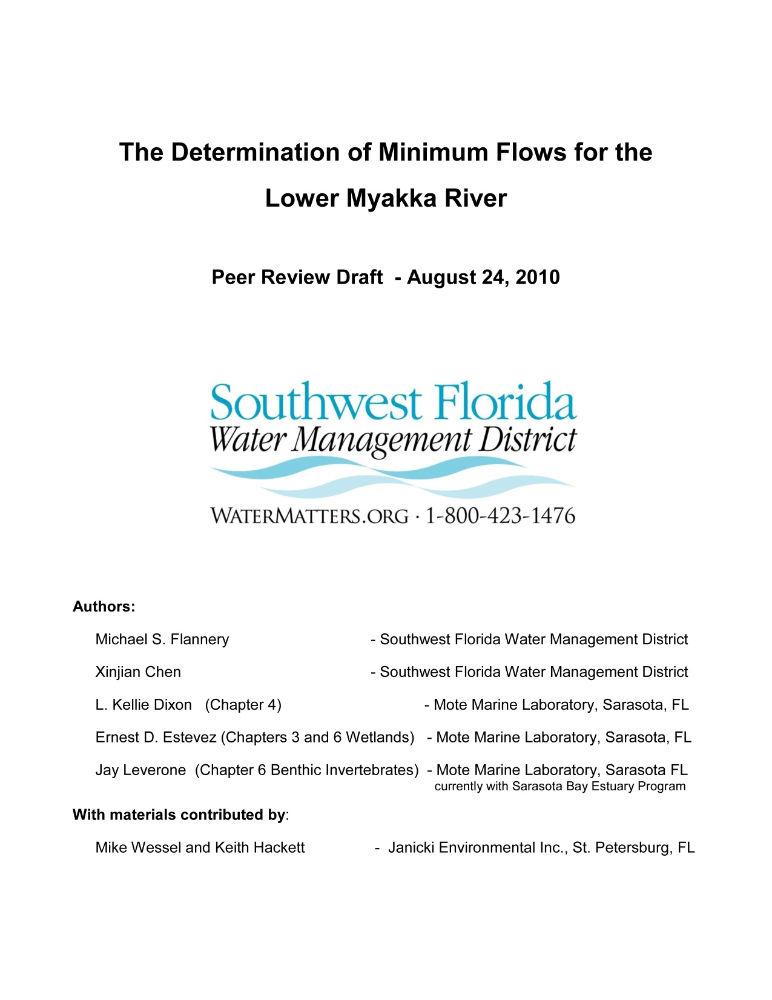 The Determination of Minimum Flows for the
Lower Myakka River
Peer Review Draft - August 24, 2010
Southwest Florida
Water Management District
WATERMATTERS.ORG · 1-800-423-1476
Authors:
Michael S. Flannery - Southwest Florida Water Management District
Xinjian Chen - Southwest Florida Water Management District
L. Kellie Dixon (Chapter 4) - Mote Marine Laboratory, Sarasota, FL
Ernest D. Estevez (Chapters 3 and 6 Wetlands) - Mote Marine Laboratory, Sarasota, FL
Jay Leverone (Chapter 6 Benthic Invertebrates) - Mote Marine Laboratory, Sarasota FL
currently with Sarasota Bay Estuary Program
With materials contributed by:
Mike Wessel and Keith Hackett - Janicki Environmental Inc., St. Petersburg, FL